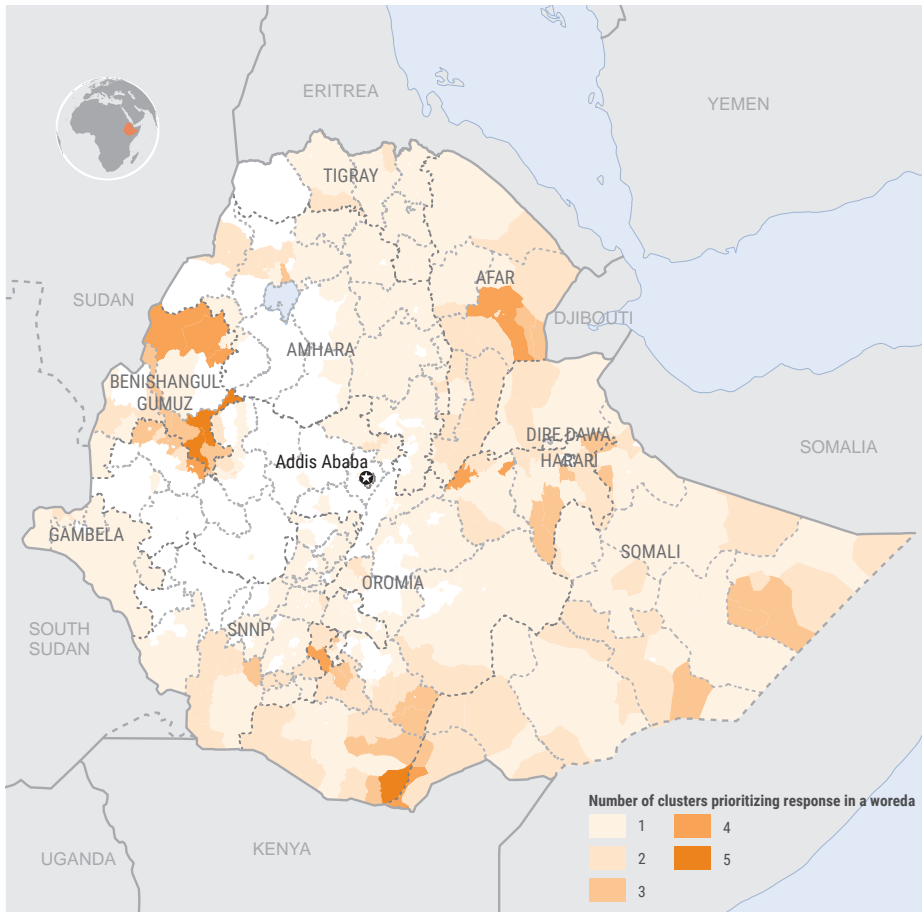 ERITREA
YEMEN
TIGRAY
SUDAN
AFAR
DJIBOUTI
AMHARA
BENISHANGUL
GUMUZ
DIRE DAWA
HARARI
SOMALIA
Addis Ababa
GAMBELA
SOMALI
OROMIA
SNNP
SOUTH
SUDAN
Number of clusters prioritizing response in a woreda
1
4
2
5
3
KENYA
UGANDA